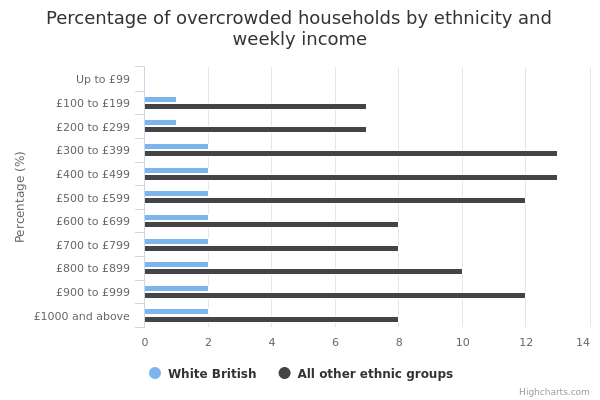 Percentage of overcrowded households by ethnicity and
weekly income
Percentage (%)
Up to £99
£100 to £199
£200 to £299
£300 to £399
£400 to £499
£500 to £599
£600 to £699
£700 to £799
£800 to £899
£900 to £999
£1000 and above
0 2 4 6 8 10 12 14
White British All other ethnic groups
Highcharts.com